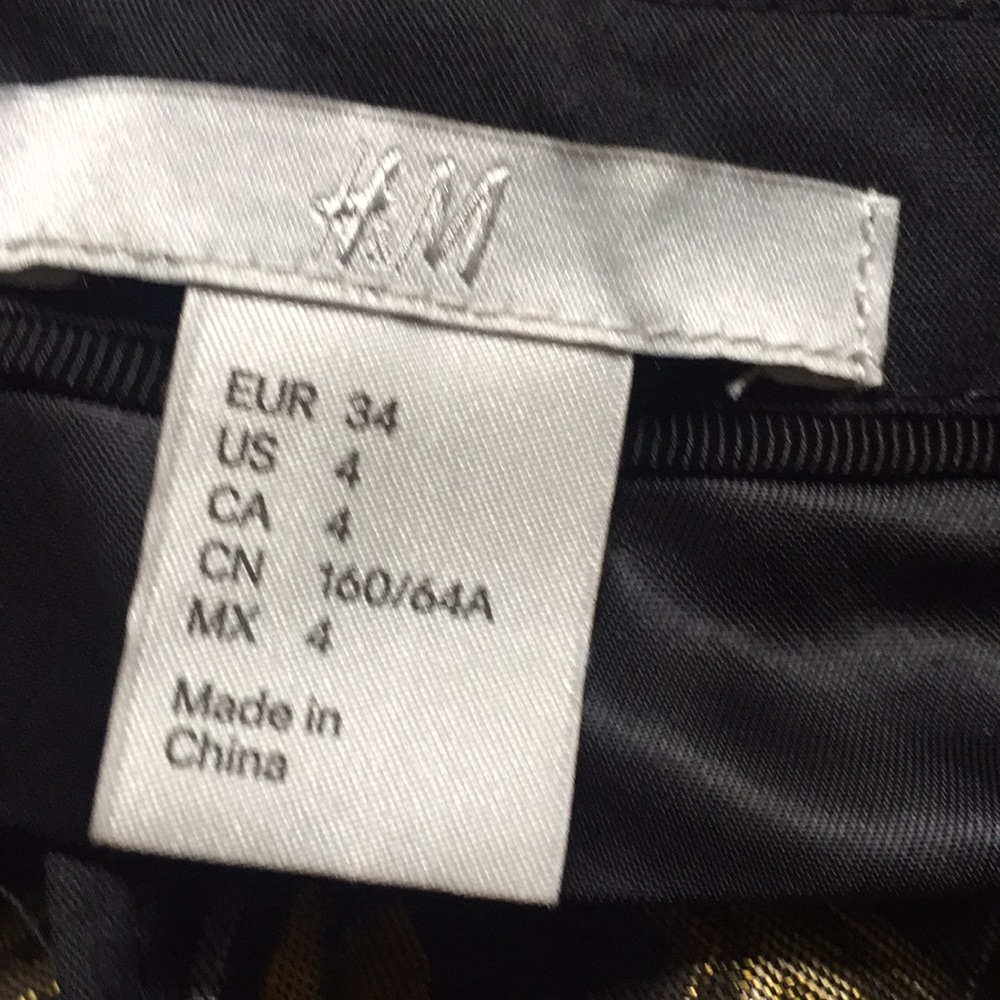 H&M
EUR 34
US 4
CA 4
CN 160/64A
MX 4
Made in
China